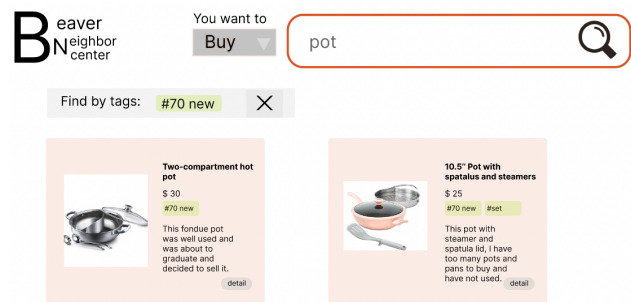 Beaver
Neighbor
center
You want to
Buy
pot
Find by tags:
#70 new
Two-compartment hot
pot
$ 30
#70 new
This fondue pot
was well used and
was about to
graduate and
decided to sell it.
detail
10.5" Pot with
spatalus and steamers
$ 25
#70 new #set
This pot with
steamer and
spatula lid, I have
too many pots and
pans to buy and
have not used.
detail